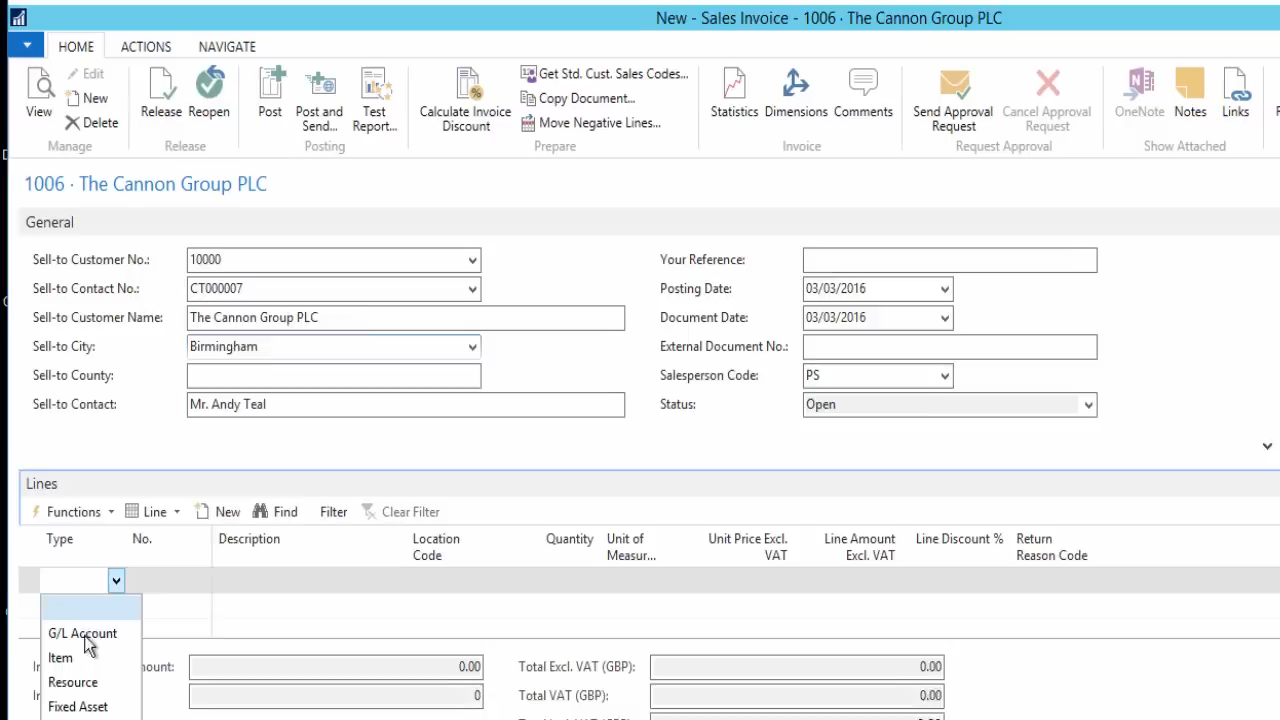 New - Sales Invoice - 1006 · The Cannon Group PLC
HOME ACTIONS NAVIGATE
View Edit New Delete Release Reopen Post Post and Send... Test Report... Calculate Invoice Discount Get Std. Cust. Sales Codes... Copy Document... Move Negative Lines... Statistics Dimensions Comments Send Approval Request Cancel Approval Request OneNote Notes Links
Manage Release Posting Prepare Invoice Request Approval Show Attached
1006 · The Cannon Group PLC
General
Sell-to Customer No.: 10000 Your Reference:
Sell-to Contact No.: CT000007 Posting Date: 03/03/2016
Sell-to Customer Name: The Cannon Group PLC Document Date: 03/03/2016
Sell-to City: Birmingham External Document No.:
Sell-to County: Salesperson Code: PS
Sell-to Contact: Mr. Andy Teal Status: Open
Lines
Functions Line New Find Filter Clear Filter
Type No. Description Location Code Quantity Unit of Measur... Unit Price Excl. VAT Line Amount Excl. VAT Line Discount % Return Reason Code
G/L Account
Item 0.00 Total Excl. VAT (GBP): 0.00
Resource 0 Total VAT (GBP): 0.00
Fixed Asset